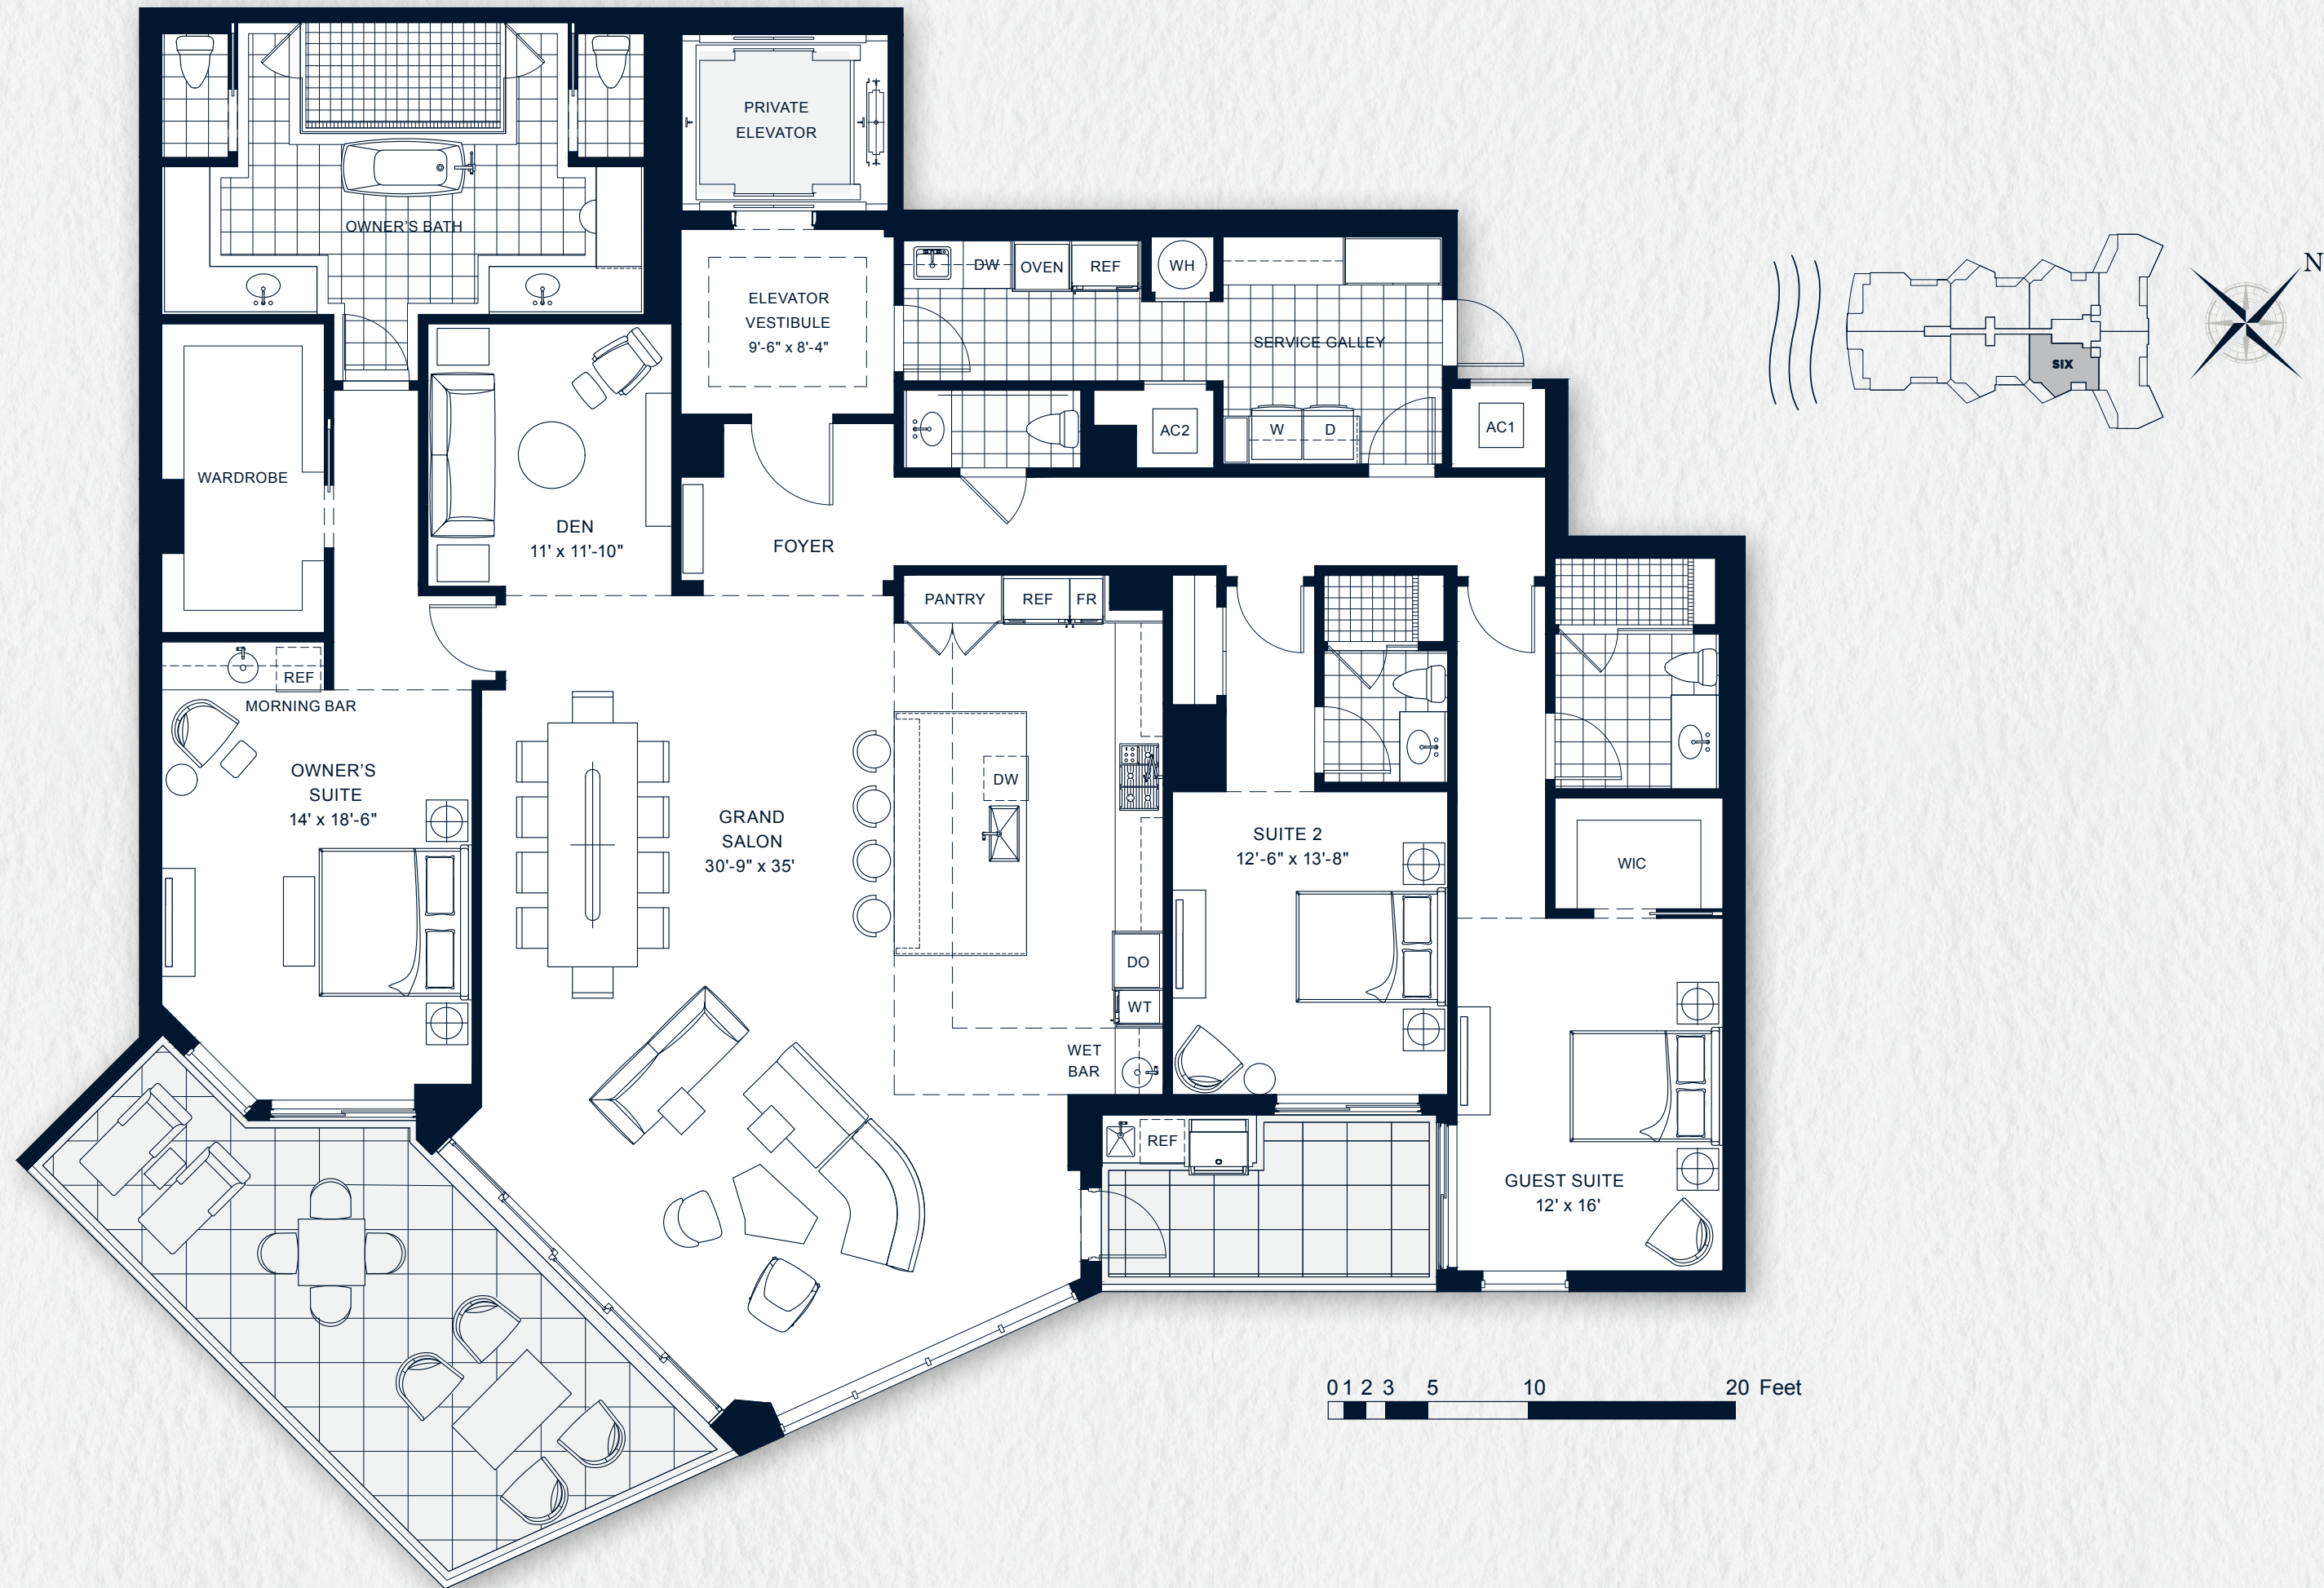 PRIVATE
ELEVATOR
OWNER'S BATH
ELEVATOR
VESTIBULE
9'-6" x 8'-4"
DW
OVEN
REF
WH
SERVICE GALLEY
AC2
W
D
AC1
WARDROBE
DEN
11' x 11'-10"
FOYER
PANTRY
REF
FR
REF
MORNING BAR
OWNER'S
SUITE
14' x 18'-6"
GRAND
SALON
30'-9" x 35'
DW
DO
WT
WET
BAR
SUITE 2
12'-6" x 13'-8"
WIC
REF
GUEST SUITE
12' x 16'
SIX
N
0 1 2 3 5 10 20 Feet